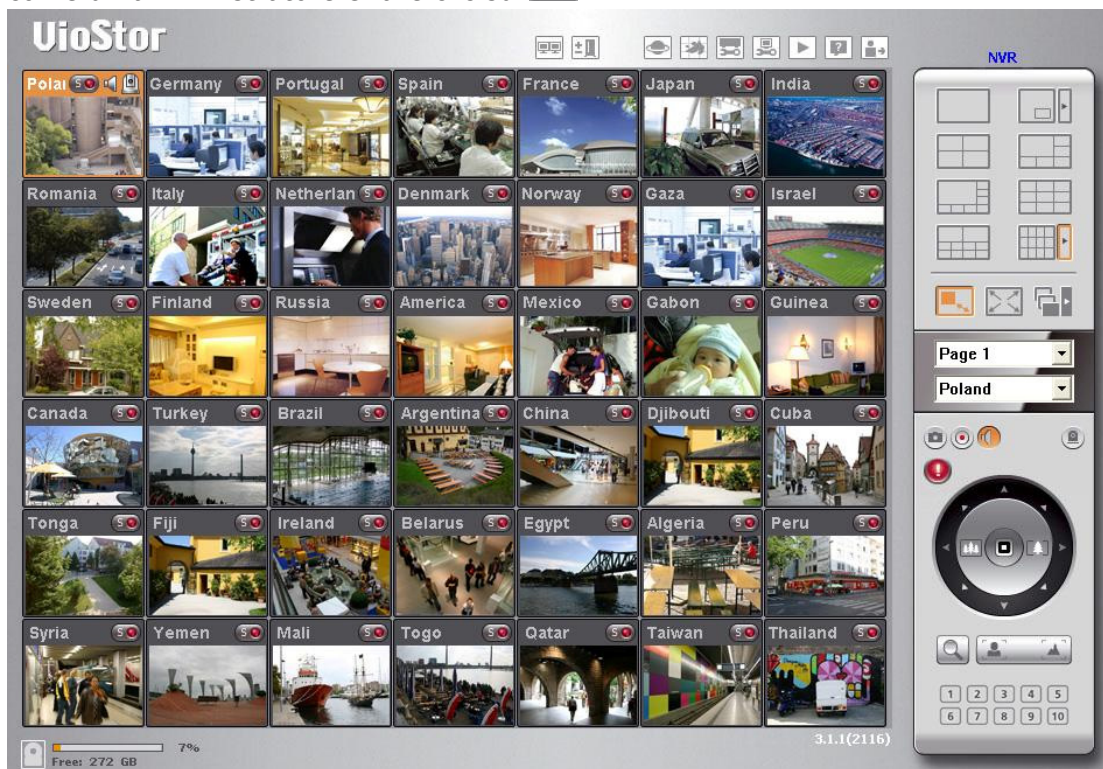 VioStor
NVR
Polan
Germany
Portugal
Spain
France
Japan
India
Romania
Italy
Netherlan
Denmark
Norway
Gaza
Israel
Sweden
Finland
Russia
America
Mexico
Gabon
Guinea
Page 1
Poland
Canada
Turkey
Brazil
Argentina
China
Djibouti
Cuba
Tonga
Fiji
Ireland
Belarus
Egypt
Algeria
Peru
Syria
Yemen
Mali
Togo
Qatar
Taiwan
Thailand
1 2 3 4 5
6 7 8 9 10
3.1.1(2116)
7%
Free: 272 GB